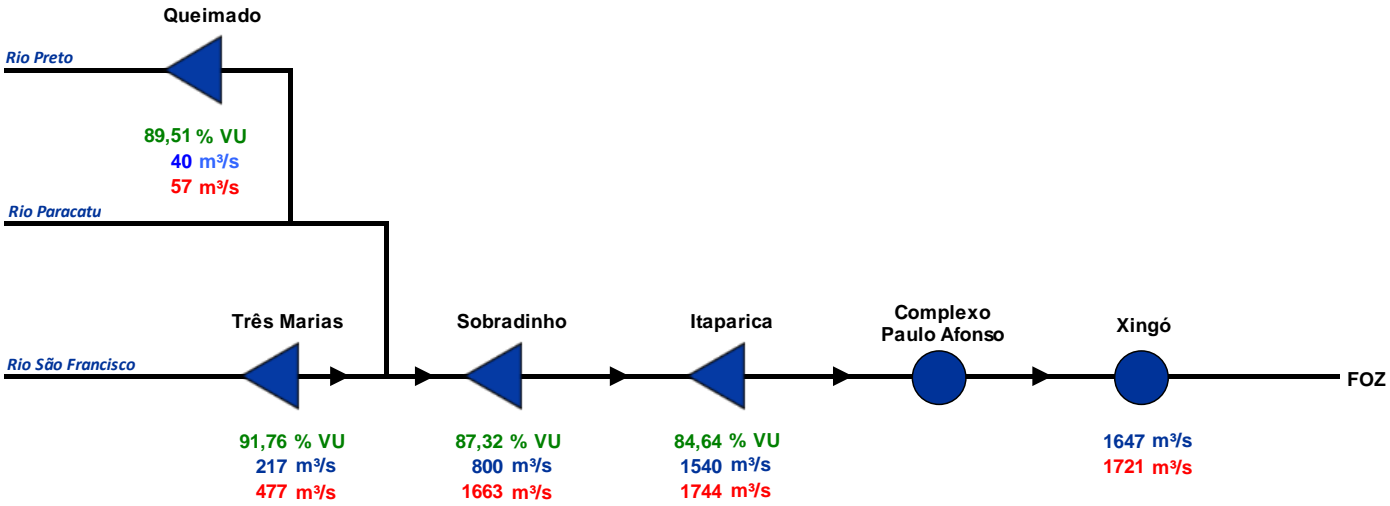 Queimado
Rio Preto
89,51 % VU
40 m³/s
57 m³/s
Rio Paracatu
Três Marias
Sobradinho
Itaparica
Complexo
Paulo Afonso
Xingó
Rio São Francisco
FOZ
91,76 % VU
217 m³/s
477 m³/s
87,32 % VU
800 m³/s
1663 m³/s
84,64 % VU
1540 m³/s
1744 m³/s
1647 m³/s
1721 m³/s